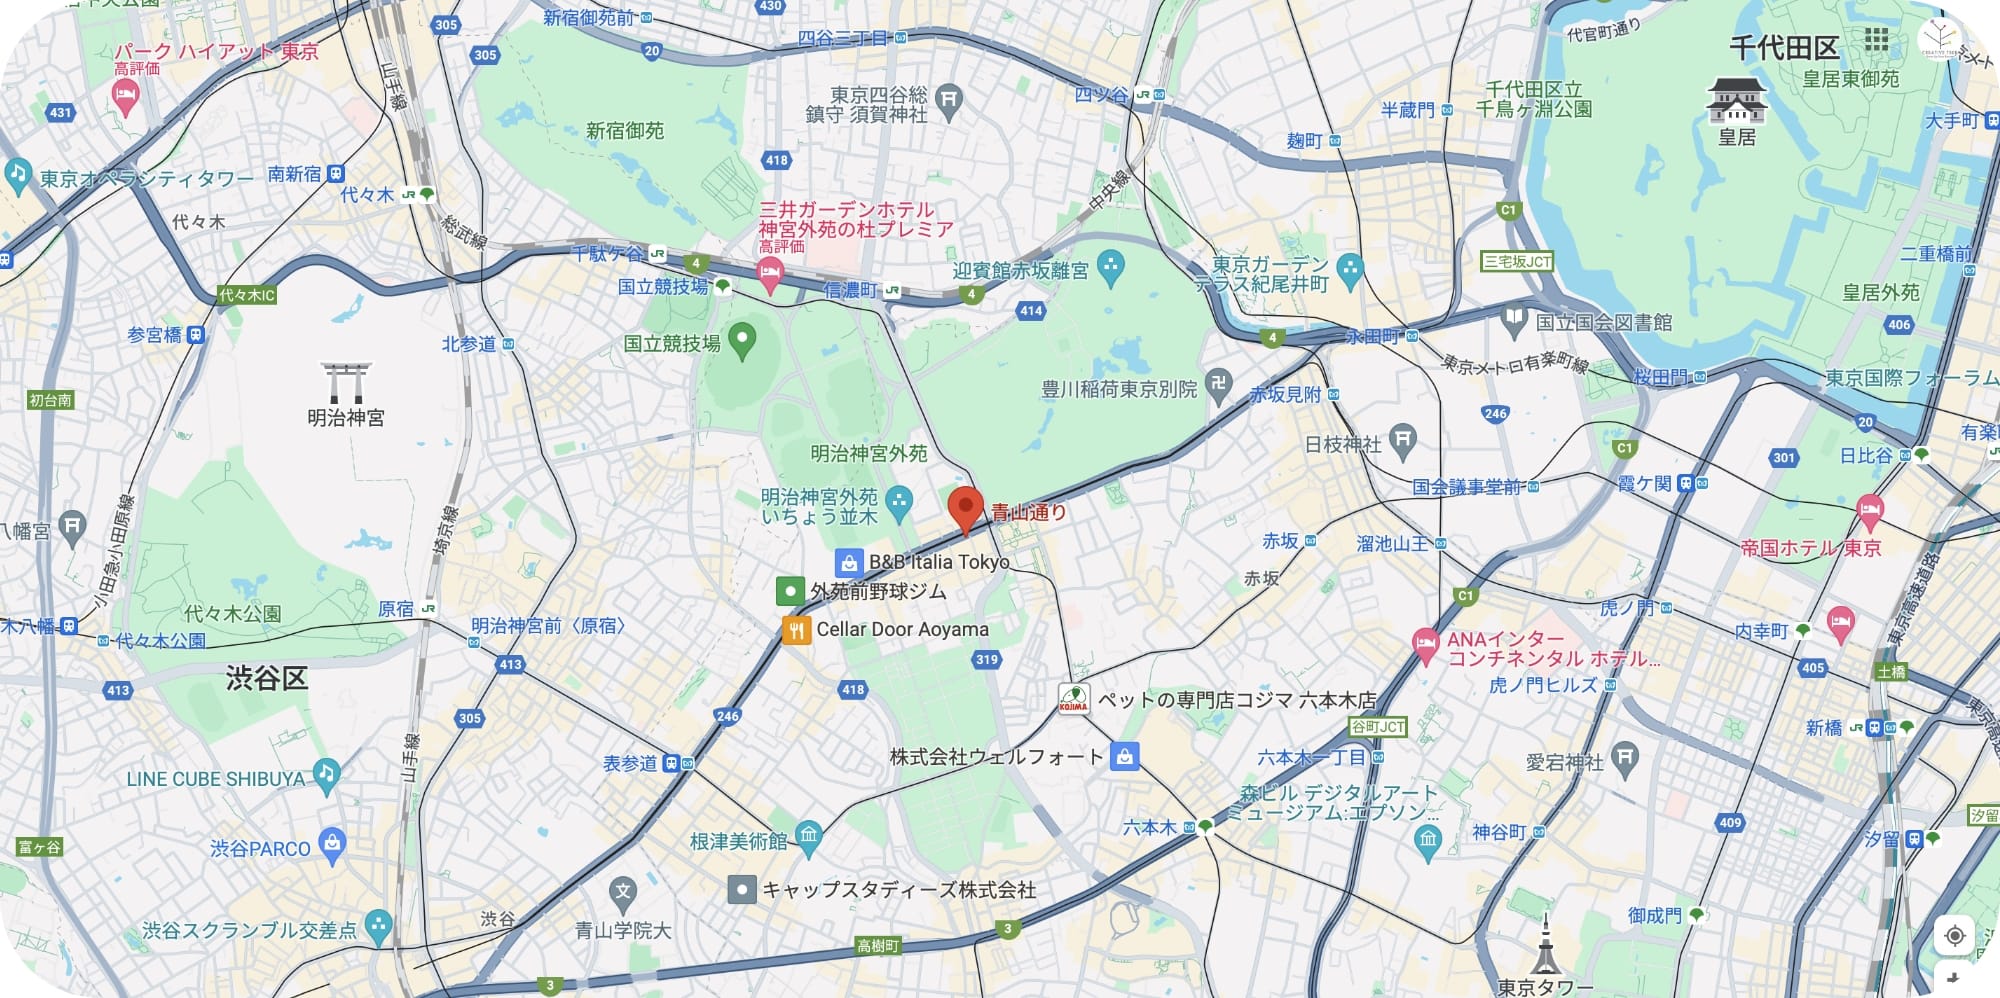 305
430
新宿御苑前
四谷三丁目
20
代官町通り
千代田区
皇居東御苑
パーク ハイアット 東京
高評価
305
山手線
431
新宿御苑
東京四谷総
鎮守 須賀神社
四ツ谷
JR
半蔵門
千代田区立
千鳥ヶ淵公園
皇居
大手町
麹町
418
東京オペラシティタワー
南新宿
代々木
JR
代々木
総武線
中央線
三井ガーデンホテル
神宮外苑の杜プレミア
高評価
C1
千駄ケ谷
JR
4
国立競技場
信濃町
JR
4
迎賓館赤坂離宮
東京ガーデン
テラス紀尾井町
三宅坂JCT
二重橋前
皇居外苑
代々木IC
414
参宮橋
北参道
国立競技場
4
永田町
国立国会図書館
406
東京メトロ有楽町線
桜田門
東京国際フォーラム
初台南
明治神宮
豊川稲荷東京別院
赤坂見附
246
20
日枝神社
C1
301
日比谷
明治神宮外苑
明治神宮外苑
いちょう並木
国会議事堂前
霞ケ関
八幡宮
小田急小田原線
埼京線
青山通り
赤坂
溜池山王
帝国ホテル 東京
B&B Italia Tokyo
外苑前野球ジム
赤坂
C1
東京高速道路
代々木公園
原宿
JR
明治神宮前〈原宿〉
Cellar Door Aoyama
虎ノ門
内幸町
木八幡
代々木公園
413
319
ANAインター
コンチネンタル ホテル...
405
土橋
渋谷区
413
418
ペットの専門店コジマ 六本木店
KOJIMA
虎ノ門ヒルズ
305
246
谷町JCT
新橋
JR
山手線
表参道
株式会社ウェルフォート
六本木一丁目
愛宕神社
LINE CUBE SHIBUYA
森ビル デジタルアート
ミュージアム:エプソン...
409
汐留
富ヶ谷
渋谷PARCO
根津美術館
六本木
神谷町
汐留
キャップスタディーズ株式会社
渋谷
青山学院大
文
渋谷スクランブル交差点
御成門
高樹町
3
3
東京タワー